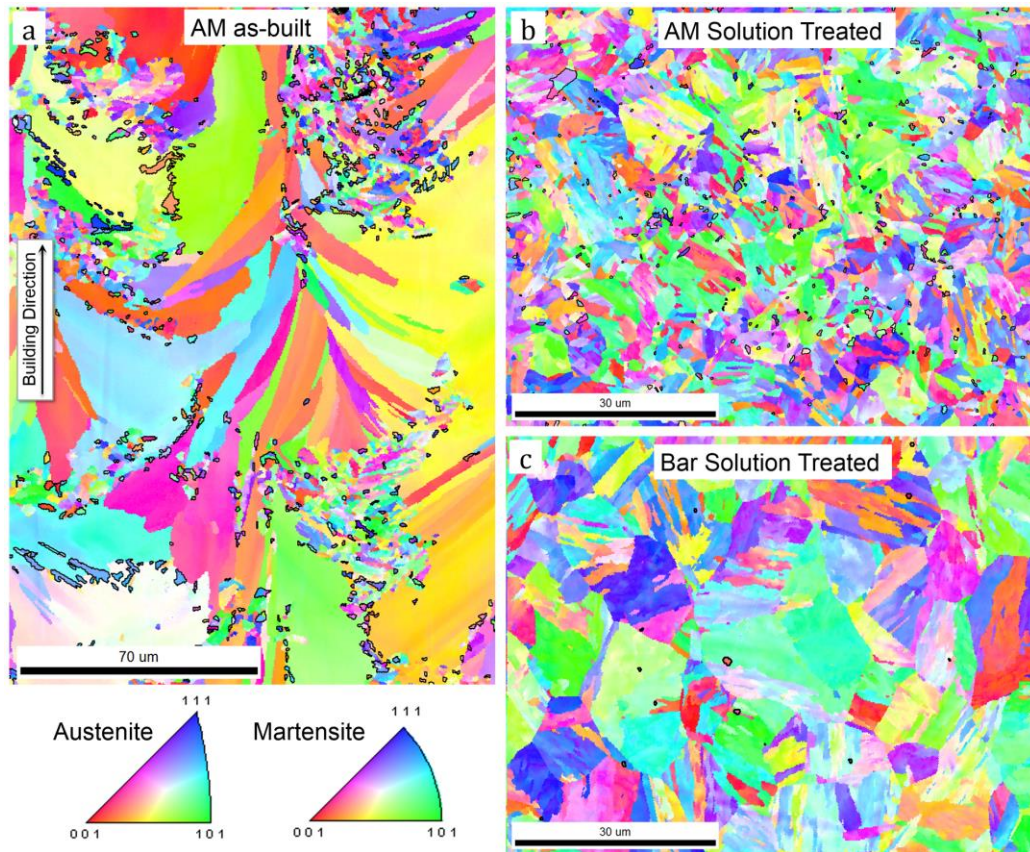 a
AM as-built
Building Direction
70 um
b
AM Solution Treated
30 um
c
Bar Solution Treated
30 um
Austenite
1 1 1
0 0 1
1 0 1
Martensite
1 1 1
0 0 1
1 0 1